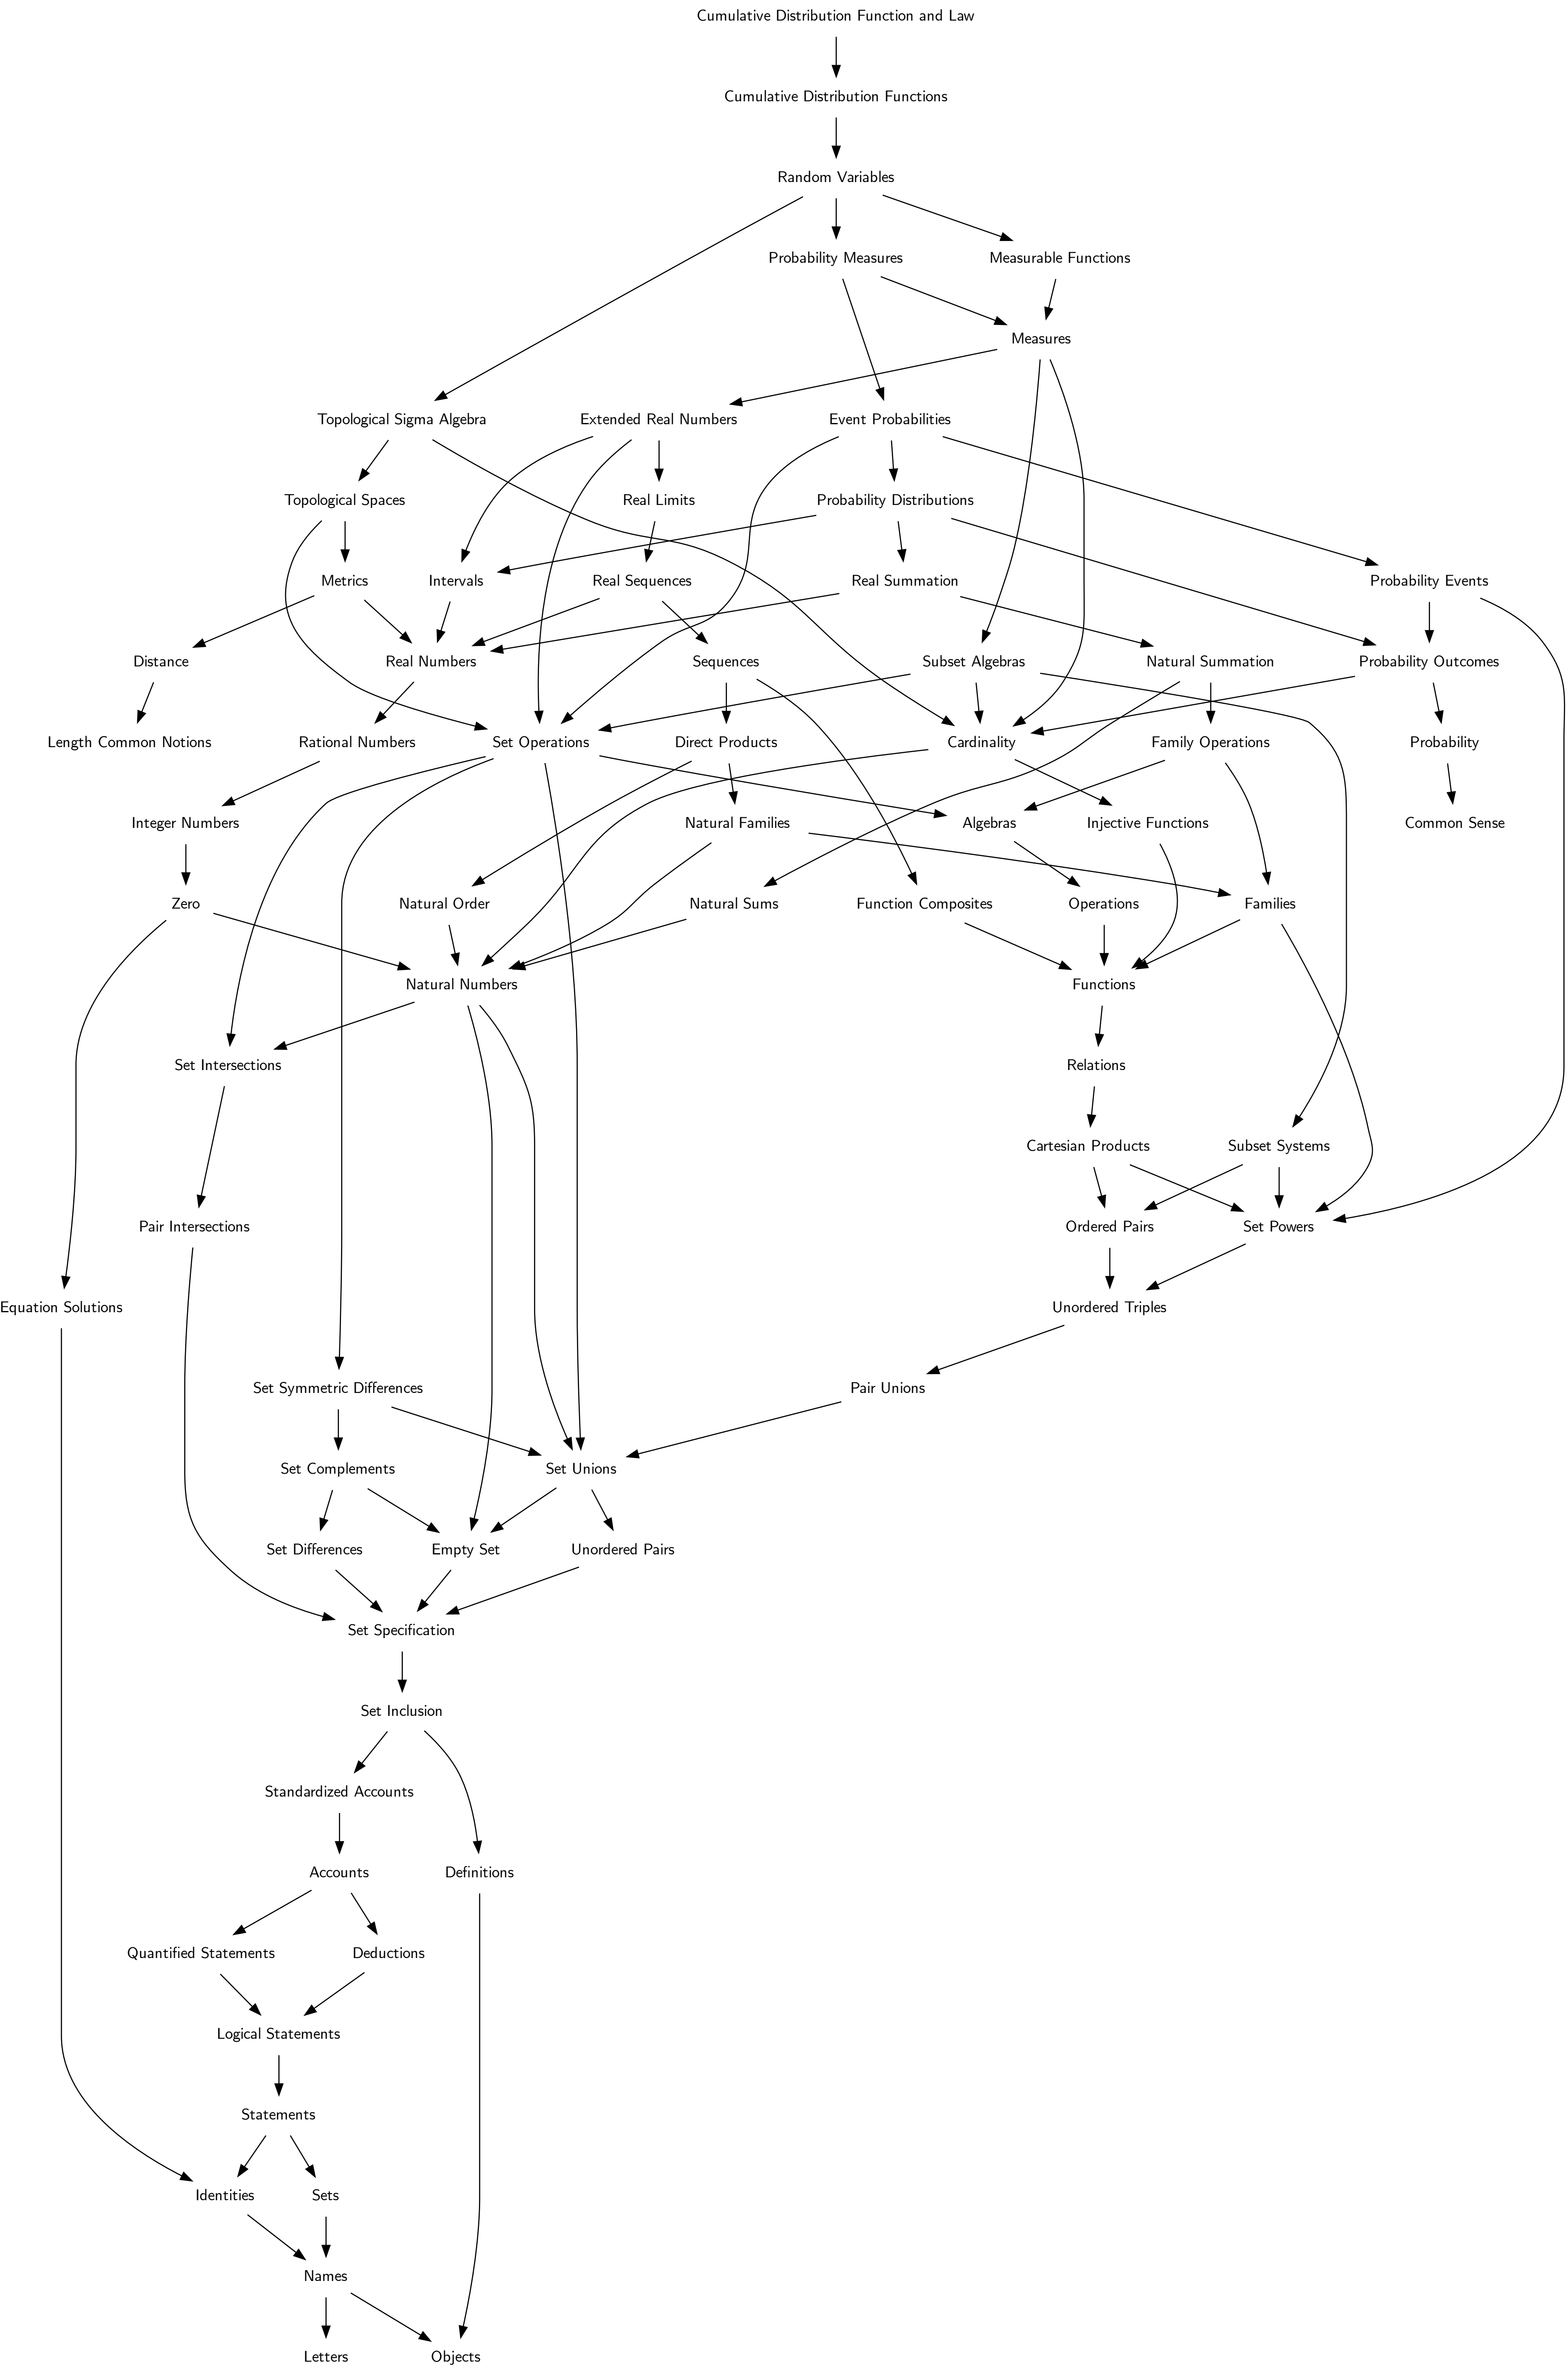 Cumulative Distribution Function and Law
Cumulative Distribution Functions
Random Variables
Probability Measures
Measurable Functions
Measures
Topological Sigma Algebra
Extended Real Numbers
Event Probabilities
Topological Spaces
Real Limits
Probability Distributions
Metrics
Intervals
Real Sequences
Real Summation
Probability Events
Distance
Real Numbers
Sequences
Subset Algebras
Natural Summation
Probability Outcomes
Length Common Notions
Rational Numbers
Set Operations
Direct Products
Cardinality
Family Operations
Probability
Integer Numbers
Natural Families
Algebras
Injective Functions
Common Sense
Zero
Natural Order
Natural Sums
Function Composites
Operations
Families
Natural Numbers
Functions
Set Intersections
Relations
Cartesian Products
Subset Systems
Pair Intersections
Ordered Pairs
Set Powers
Equation Solutions
Unordered Triples
Set Symmetric Differences
Pair Unions
Set Complements
Set Unions
Set Differences
Empty Set
Unordered Pairs
Set Specification
Set Inclusion
Standardized Accounts
Accounts
Definitions
Quantified Statements
Deductions
Logical Statements
Statements
Identities
Sets
Names
Letters
Objects